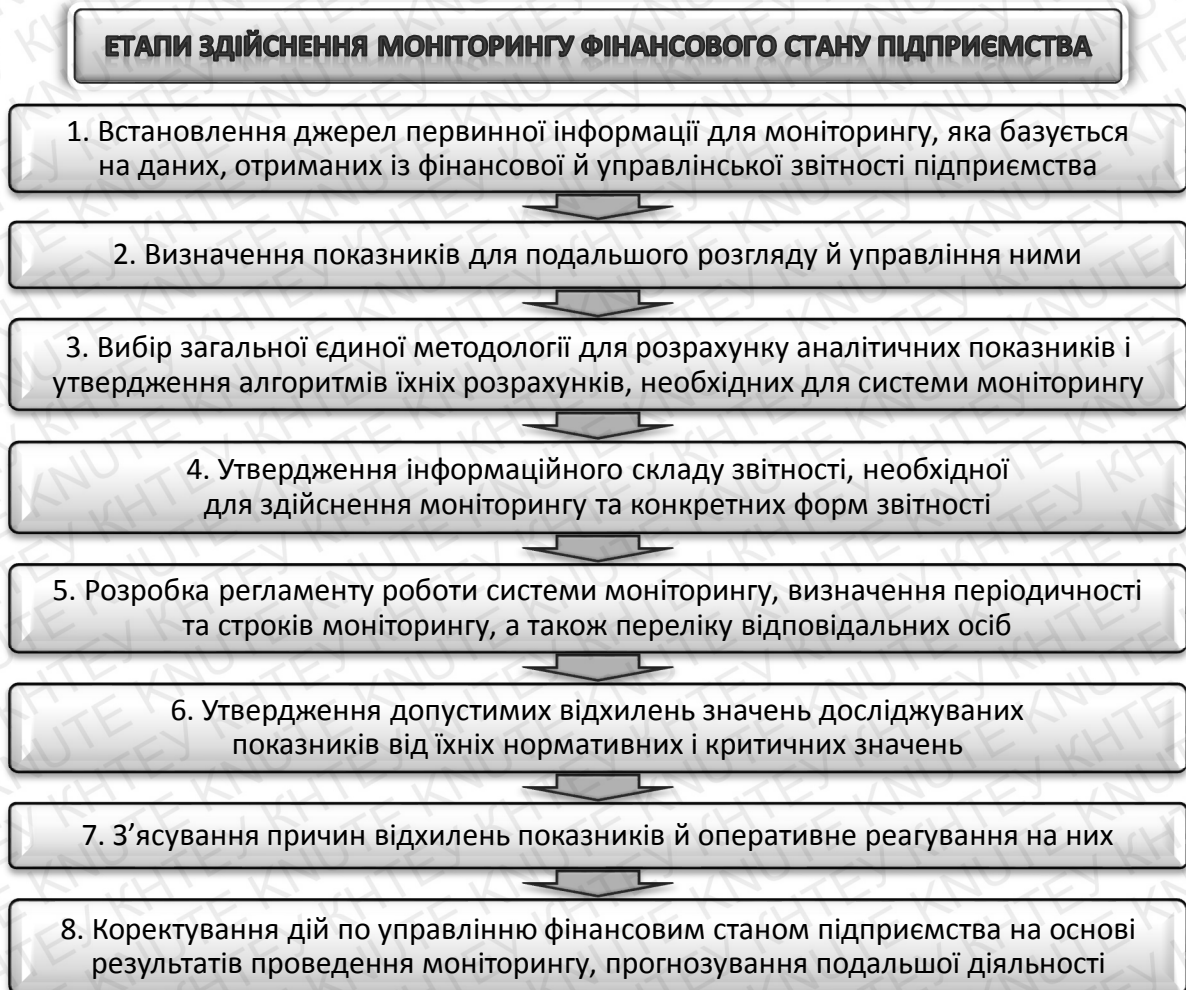 ЕТАПИ ЗДІЙСНЕННЯ МОНІТОРИНГУ ФІНАНСОВОГО СТАНУ ПІДПРИЄМСТВА
1. Встановлення джерел первинної інформації для моніторингу, яка базується
на даних, отриманих із фінансової й управлінської звітності підприємства
2. Визначення показників для подальшого розгляду й управління ними
3. Вибір загальної єдиної методології для розрахунку аналітичних показників і
утвердження алгоритмів їхніх розрахунків, необхідних для системи моніторингу
4. Утвердження інформаційного складу звітності, необхідної
для здійснення моніторингу та конкретних форм звітності
5. Розробка регламенту роботи системи моніторингу, визначення періодичності
та строків моніторингу, а також переліку відповідальних осіб
6. Утвердження допустимих відхилень значень досліджуваних
показників від їхніх нормативних і критичних значень
7. З’ясування причин відхилень показників й оперативне реагування на них
8. Коректування дій по управлінню фінансовим станом підприємства на основі
результатів проведення моніторингу, прогнозування подальшої діяльності